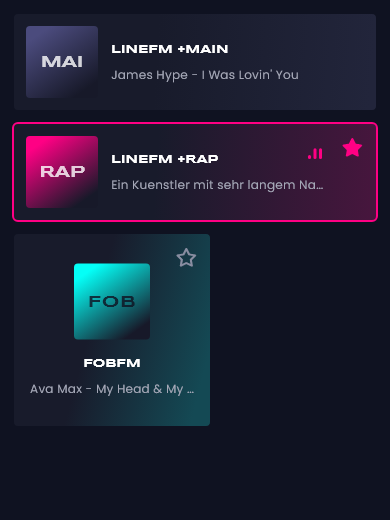 MAI
LINEFM +MAIN
James Hype - I Was Lovin' You
RAP
LINEFM +RAP
Ein Kuenstler mit sehr langem Na...
FOB
FOBFM
Ava Max - My Head & My ...